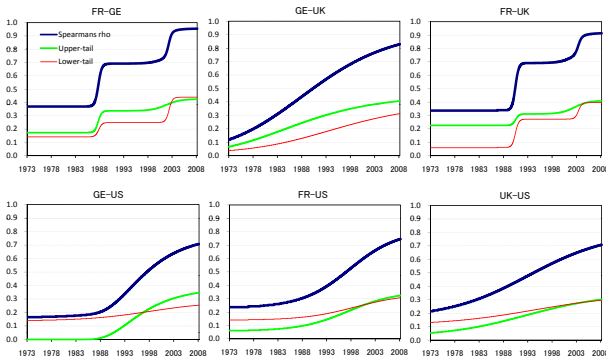 FR–GE
GE–UK
FR–UK
1.0 0.9 0.8 0.7 0.6 0.5 0.4 0.3 0.2 0.1 0.0
Spearmans rho
Upper-tail
Lower-tail
1973 1978 1983 1988 1993 1998 2003 2008
1.0 0.9 0.8 0.7 0.6 0.5 0.4 0.3 0.2 0.1 0.0
1973 1978 1983 1988 1993 1998 2003 2008
1.0 0.9 0.8 0.7 0.6 0.5 0.4 0.3 0.2 0.1 0.0
1973 1978 1983 1988 1993 1998 2003 2008
GE–US
FR–US
UK–US
1.0 0.9 0.8 0.7 0.6 0.5 0.4 0.3 0.2 0.1 0.0
1973 1978 1983 1988 1993 1998 2003 2008
1.0 0.9 0.8 0.7 0.6 0.5 0.4 0.3 0.2 0.1 0.0
1973 1978 1983 1988 1993 1998 2003 2008
1.0 0.9 0.8 0.7 0.6 0.5 0.4 0.3 0.2 0.1 0.0
1973 1978 1983 1988 1993 1998 2003 2008